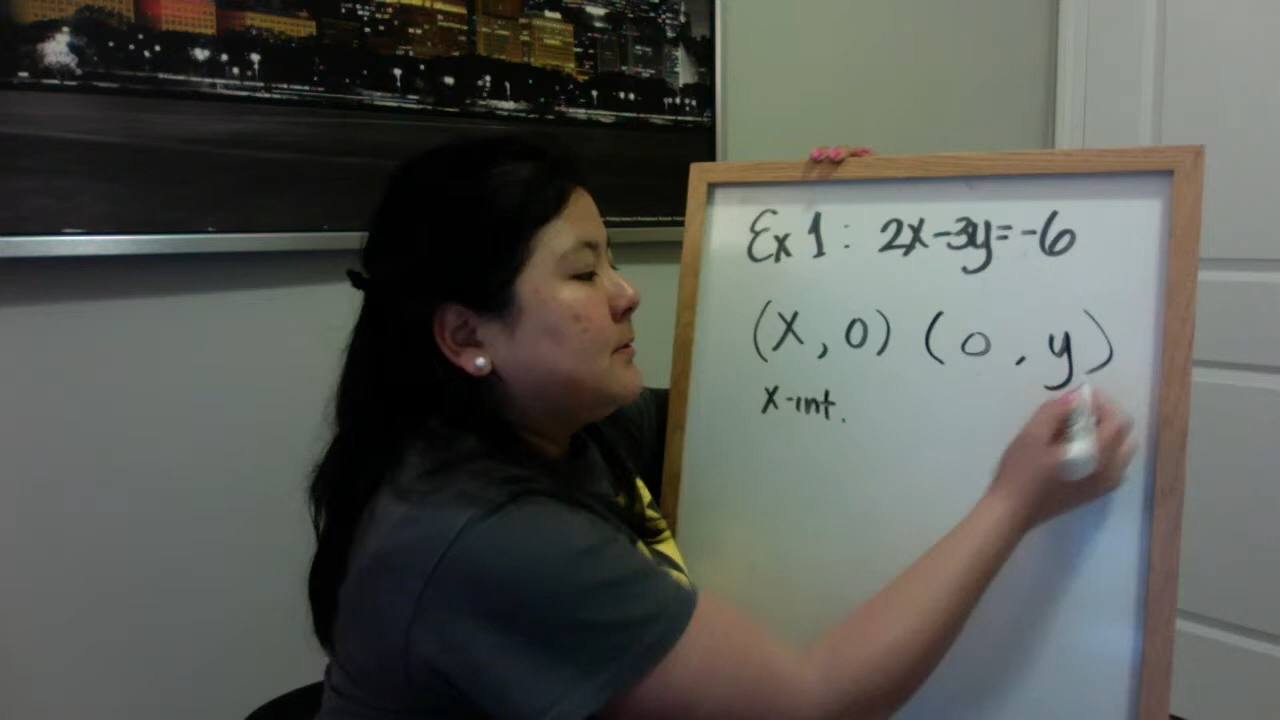 Ex 1: 2x-3y=-6
(x, 0) (0, y)
x-int.